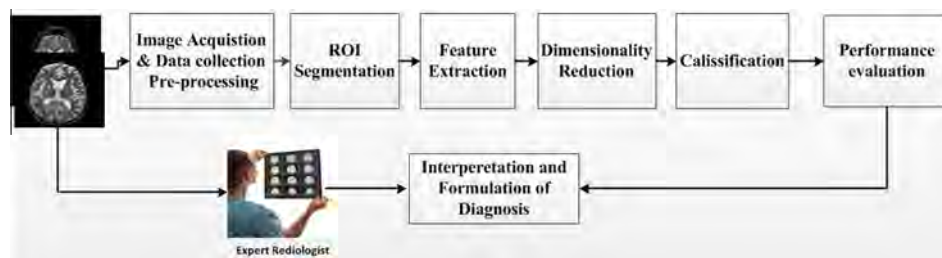 Image Acquistion
& Data collection
Pre-processing
ROI
Segmentation
Feature
Extraction
Dimensionality
Reduction
Calissification
Performance
evaluation
Interperetation and
Formulation of
Diagnosis
Expert Rediologist